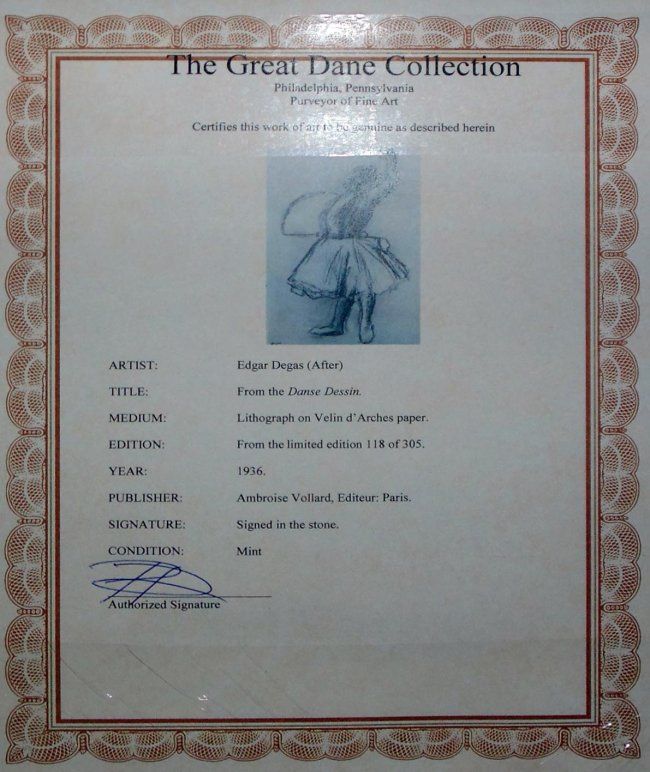 The Great Dane Collection
Philadelphia, Pennsylvania
Purveyor of Fine Art
Certifies this work of art to be genuine as described herein
ARTIST: Edgar Degas (After)
TITLE: From the Danse Dessin.
MEDIUM: Lithograph on Velin d'Arches paper.
EDITION: From the limited edition 118 of 305.
YEAR: 1936.
PUBLISHER: Ambroise Vollard, Editeur: Paris.
SIGNATURE: Signed in the stone.
CONDITION: Mint
Authorized Signature